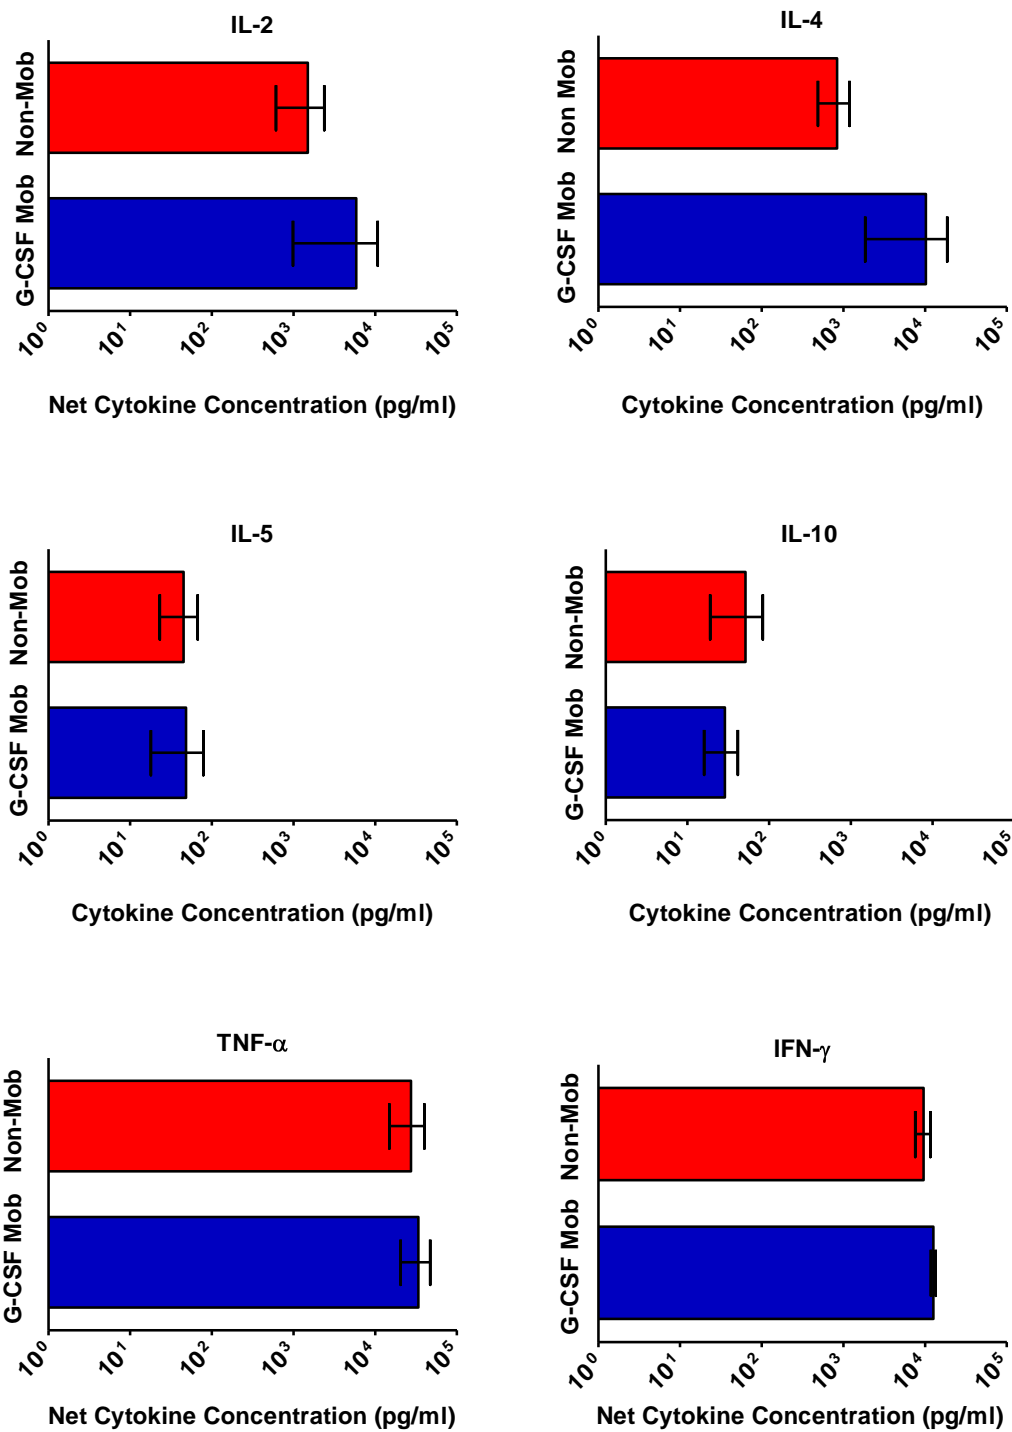 IL-2
Non-Mob
G-CSF Mob
10⁰ 10¹ 10² 10³ 10⁴ 10⁵
Net Cytokine Concentration (pg/ml)
IL-4
Non Mob
G-CSF Mob
10⁰ 10¹ 10² 10³ 10⁴ 10⁵
Cytokine Concentration (pg/ml)
IL-5
Non-Mob
G-CSF Mob
10⁰ 10¹ 10² 10³ 10⁴ 10⁵
Cytokine Concentration (pg/ml)
IL-10
Non-Mob
G-CSF Mob
10⁰ 10¹ 10² 10³ 10⁴ 10⁵
Cytokine Concentration (pg/ml)
TNF-α
Non-Mob
G-CSF Mob
10⁰ 10¹ 10² 10³ 10⁴ 10⁵
Net Cytokine Concentration (pg/ml)
IFN-γ
Non-Mob
G-CSF Mob
10⁰ 10¹ 10² 10³ 10⁴ 10⁵
Net Cytokine Concentration (pg/ml)